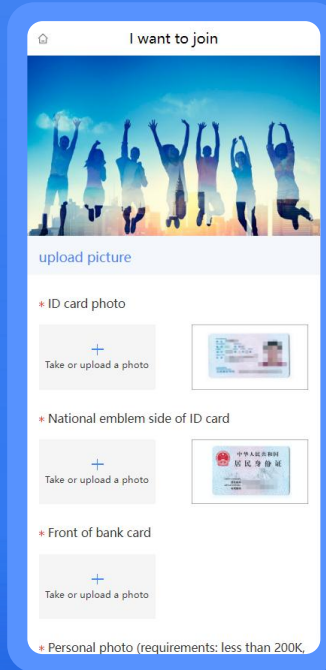 I want to join
upload picture
* ID card photo
+
Take or upload a photo
* National emblem side of ID card
+
Take or upload a photo
中华人民共和国
居民身份证
* Front of bank card
+
Take or upload a photo
* Personal photo (requirements: less than 200K,